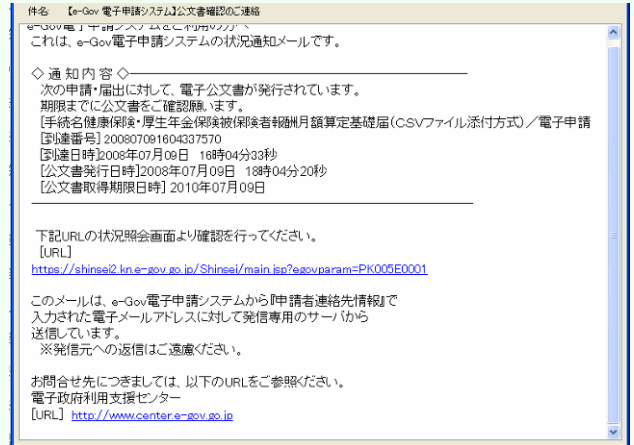 件名: 【e-Gov 電子申請システム】公文書確認のご連絡
e-Gov電子申請システムをご利用の方へ
これは、e-Gov電子申請システムの状況通知メールです。
◇ 通 知 内 容 ◇
次の申請・届出に対して、電子公文書が発行されています。
期限までに公文書をご確認願います。
[手続名健康保険・厚生年金保険被保険者報酬月額算定基礎届(CSVファイル添付方式)/電子申請
[到達番号] 200807091604337570
[到達日時]2008年07月09日 16時04分33秒
[公文書発行日時]2008年07月09日 18時04分20秒
[公文書取得期限日時] 2010年07月09日
下記URLの状況照会画面より確認を行ってください。
[URL]
https://shinsei2.kn.e-gov.go.jp/Shinsei/main.jsp?egovparam=PK005E0001
このメールは、e-Gov電子申請システムから『申請者連絡先情報』で
入力された電子メールアドレスに対して発信専用のサーバから
送信しています。
※発信元への返信はご遠慮ください。
お問合せ先につきましては、以下のURLをご参照ください。
電子政府利用支援センター
[URL] http://www.center.e-gov.go.jp